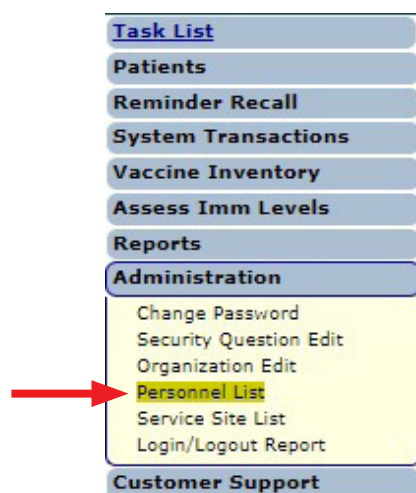 Task List
Patients
Reminder Recall
System Transactions
Vaccine Inventory
Assess Imm Levels
Reports
Administration
Change Password
Security Question Edit
Organization Edit
Personnel List
Service Site List
Login/Logout Report
Customer Support